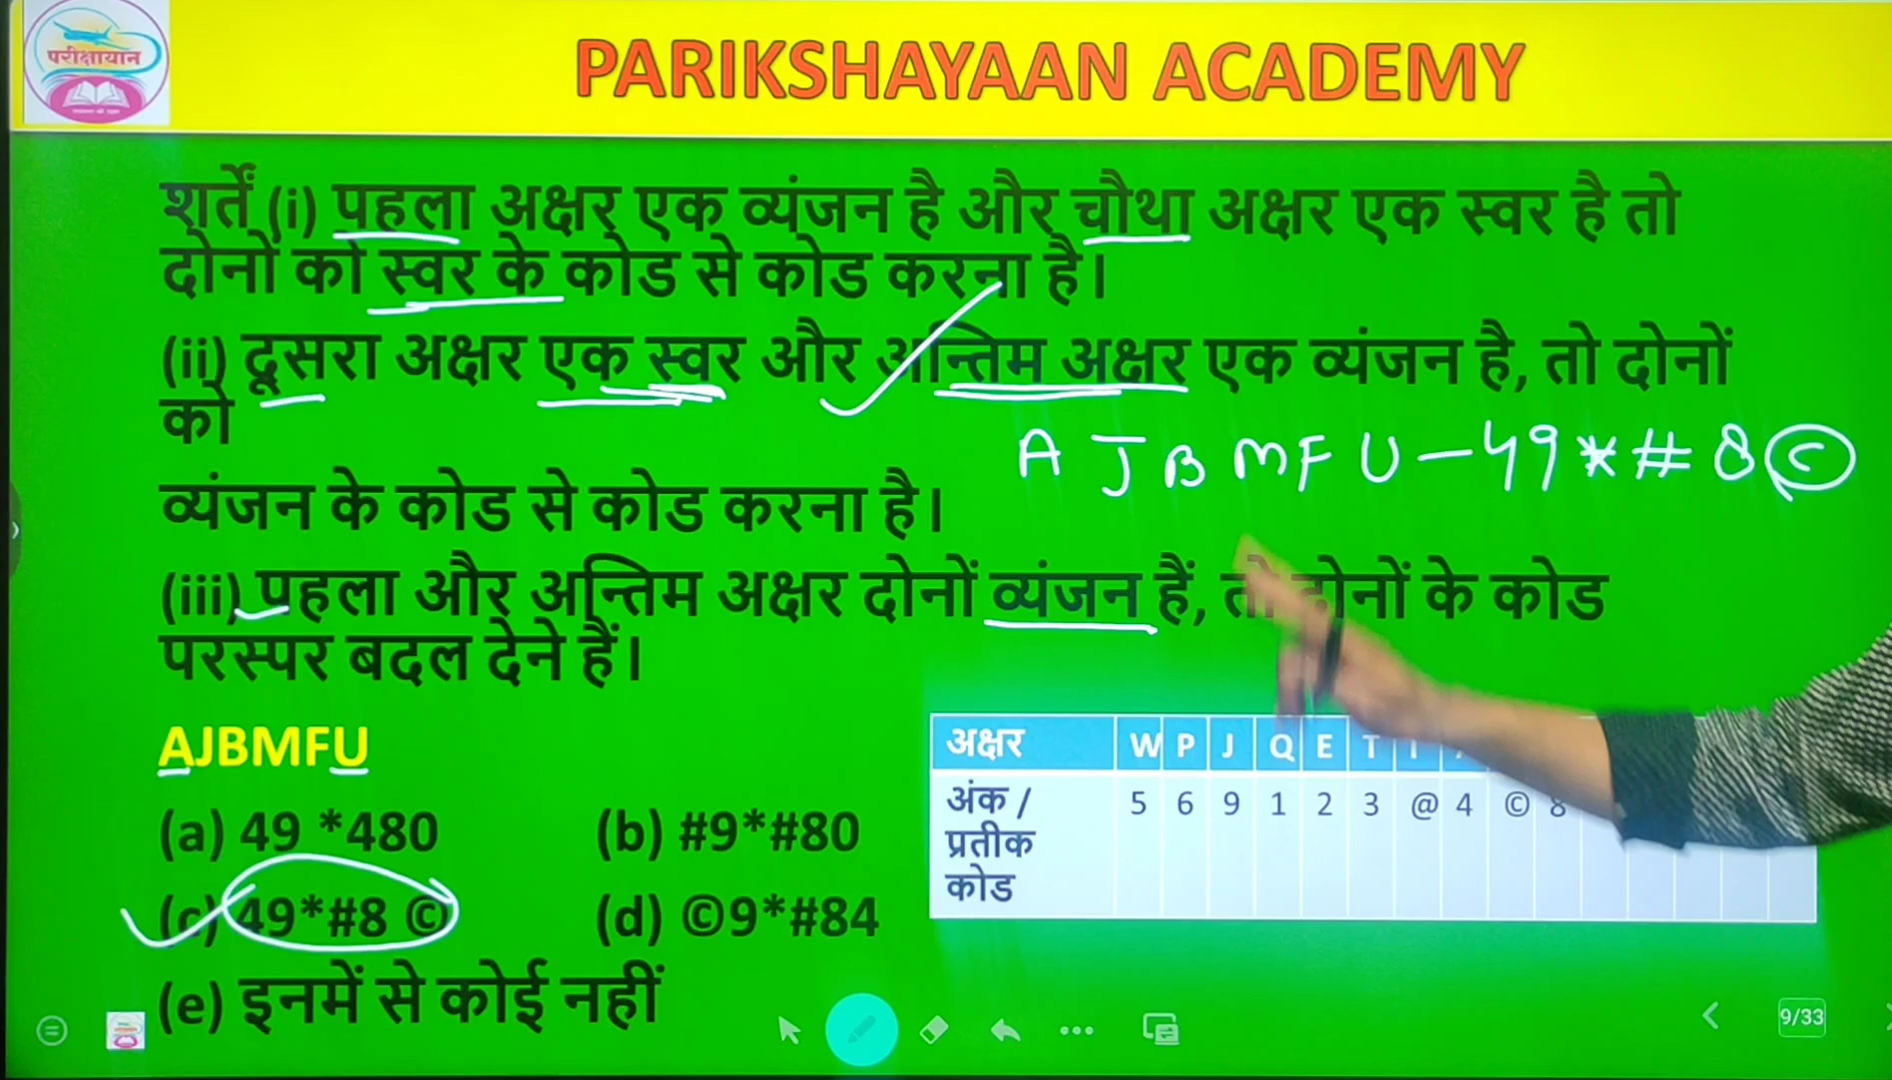 परीक्षायान
PARIKSHAYAAN ACADEMY
शर्तें (i) पहला अक्षर एक व्यंजन है और चौथा अक्षर एक स्वर है तो
दोनों को स्वर के कोड से कोड करना है।
(ii) दूसरा अक्षर एक स्वर और अन्तिम अक्षर एक व्यंजन है, तो दोनों
को
A J B M F U - 49*#8©
व्यंजन के कोड से कोड करना है।
(iii) पहला और अन्तिम अक्षर दोनों व्यंजन हैं, तो दोनों के कोड
परस्पर बदल देने हैं।
AJBMFU
(a) 49 *480 (b) #9*#80
(c) 49*#8 © (d) ©9*#84
(e) इनमें से कोई नहीं
अक्षर W P J Q E T
अंक / 5 6 9 1 2 3 @ 4 © 8
प्रतीक
कोड
9/33